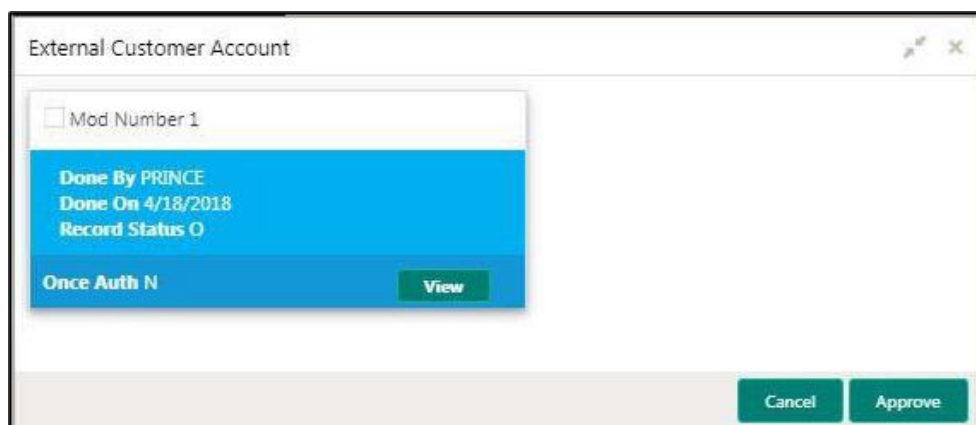 External Customer Account
Mod Number 1
Done By PRINCE
Done On 4/18/2018
Record Status O
Once Auth N
View
Cancel
Approve